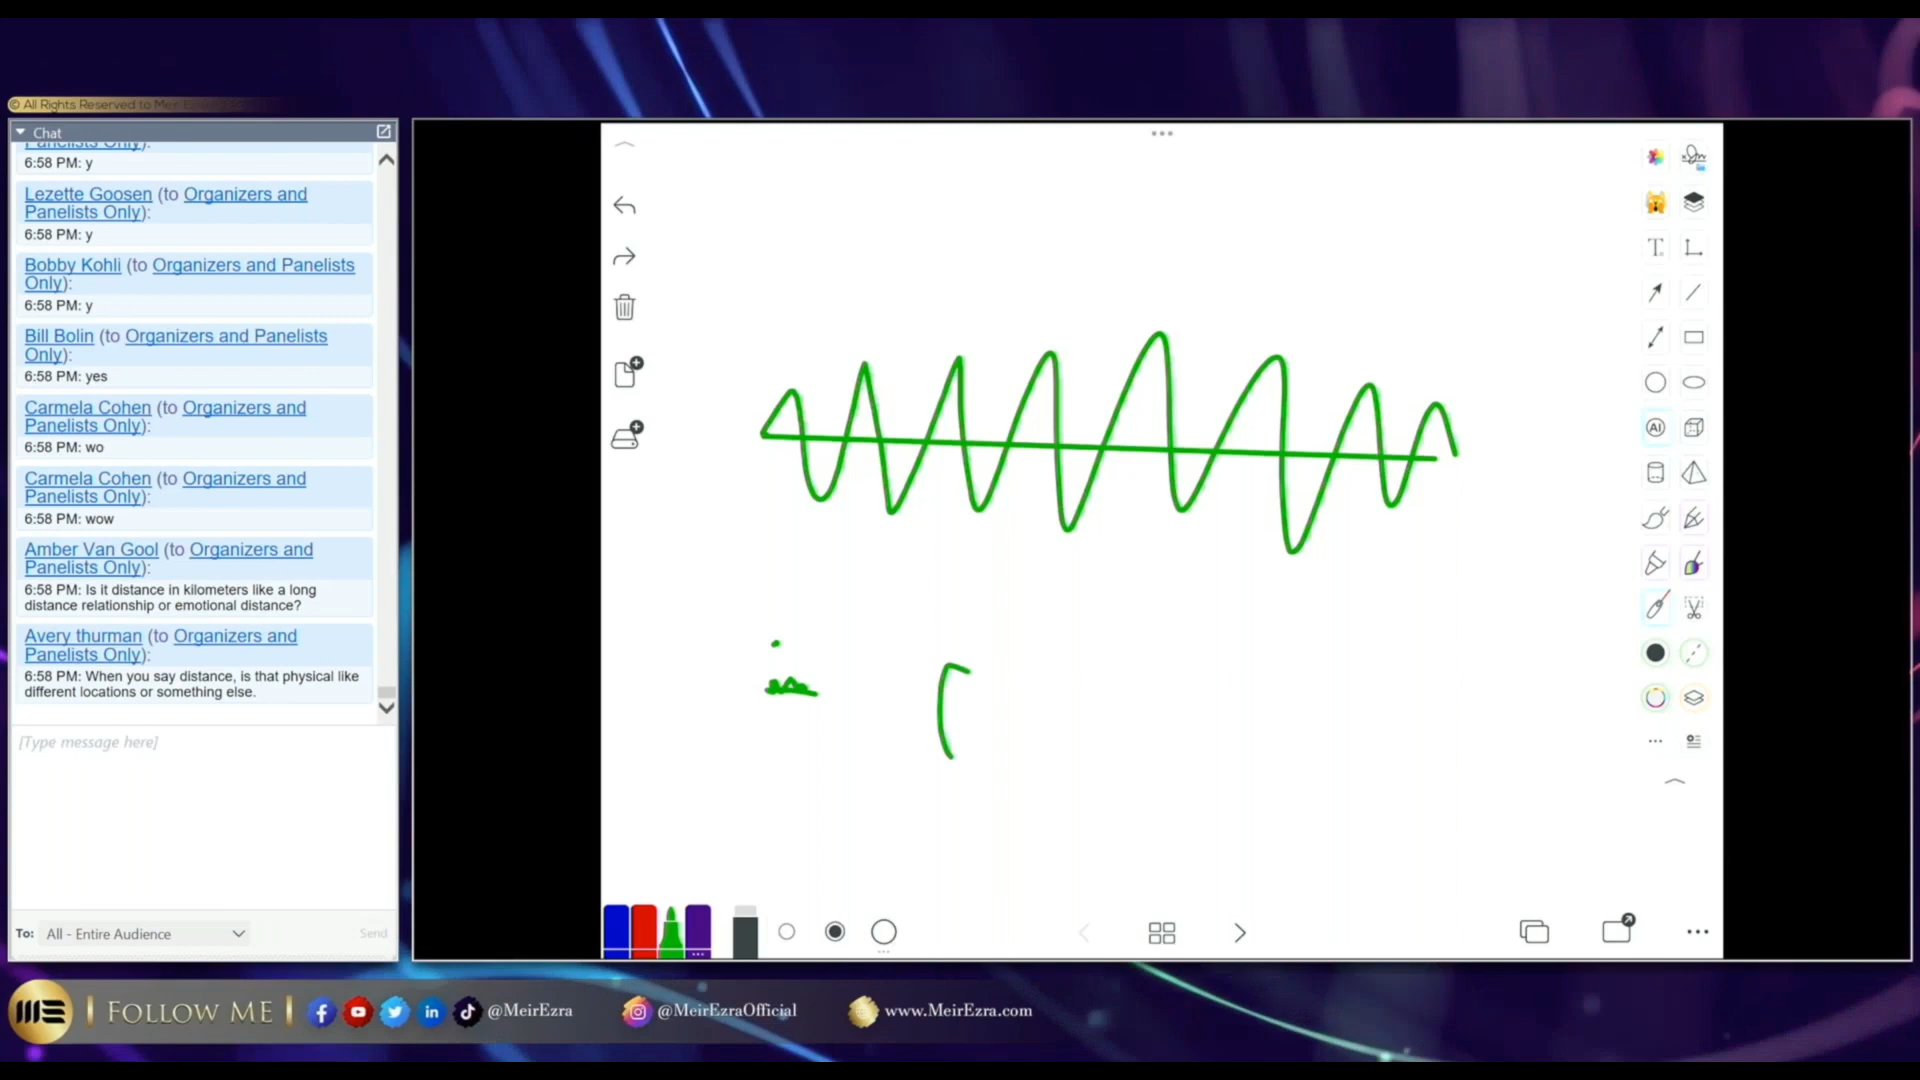 © All Rights Reserved to Meir
Chat
Panelists Only):
6:58 PM: y
Lezette Goosen (to Organizers and
Panelists Only):
6:58 PM: y
Bobby Kohli (to Organizers and Panelists
Only):
6:58 PM: y
Bill Bolin (to Organizers and Panelists
Only):
6:58 PM: yes
Carmela Cohen (to Organizers and
Panelists Only):
6:58 PM: wo
Carmela Cohen (to Organizers and
Panelists Only):
6:58 PM: wow
Amber Van Gool (to Organizers and
Panelists Only):
6:58 PM: Is it distance in kilometers like a long
distance relationship or emotional distance?
Avery thurman (to Organizers and
Panelists Only):
6:58 PM: When you say distance, is that physical like
different locations or something else.
[Type message here]
To: All - Entire Audience
Send
T
AI
ME FOLLOW ME @MeirEzra @MeirEzraOfficial www.MeirEzra.com